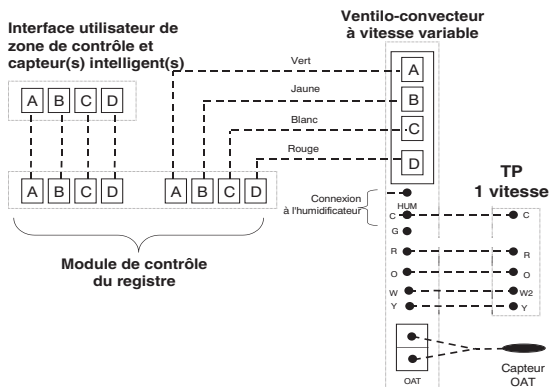 Interface utilisateur de
zone de contrôle et
capteur(s) intelligent(s)
A B C D
A B C D
A B C D
Module de contrôle
du registre
Vert
Jaune
Blanc
Rouge
Ventilo-convecteur
à vitesse variable
A
B
C
D
Connexion
à l'humidificateur
HUM
C
G
R
O
W
Y
OAT
TP
1 vitesse
C
R
O
W2
Y
Capteur
OAT